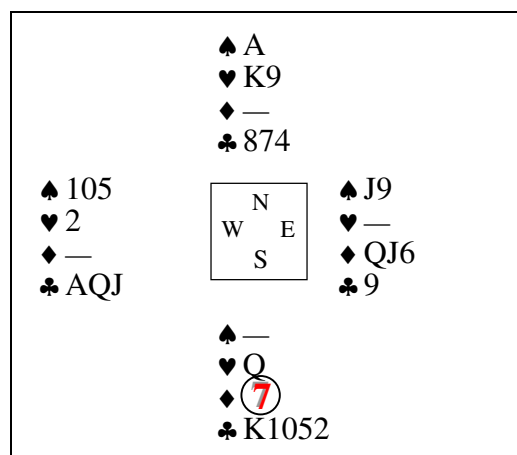 ♠ A
♥ K9
♦ —
♣ 874
♠ 105
♥ 2
♦ —
♣ AQJ
N
W E
S
♠ J9
♥ —
♦ QJ6
♣ 9
♠ —
♥ Q
♦ 7
♣ K1052